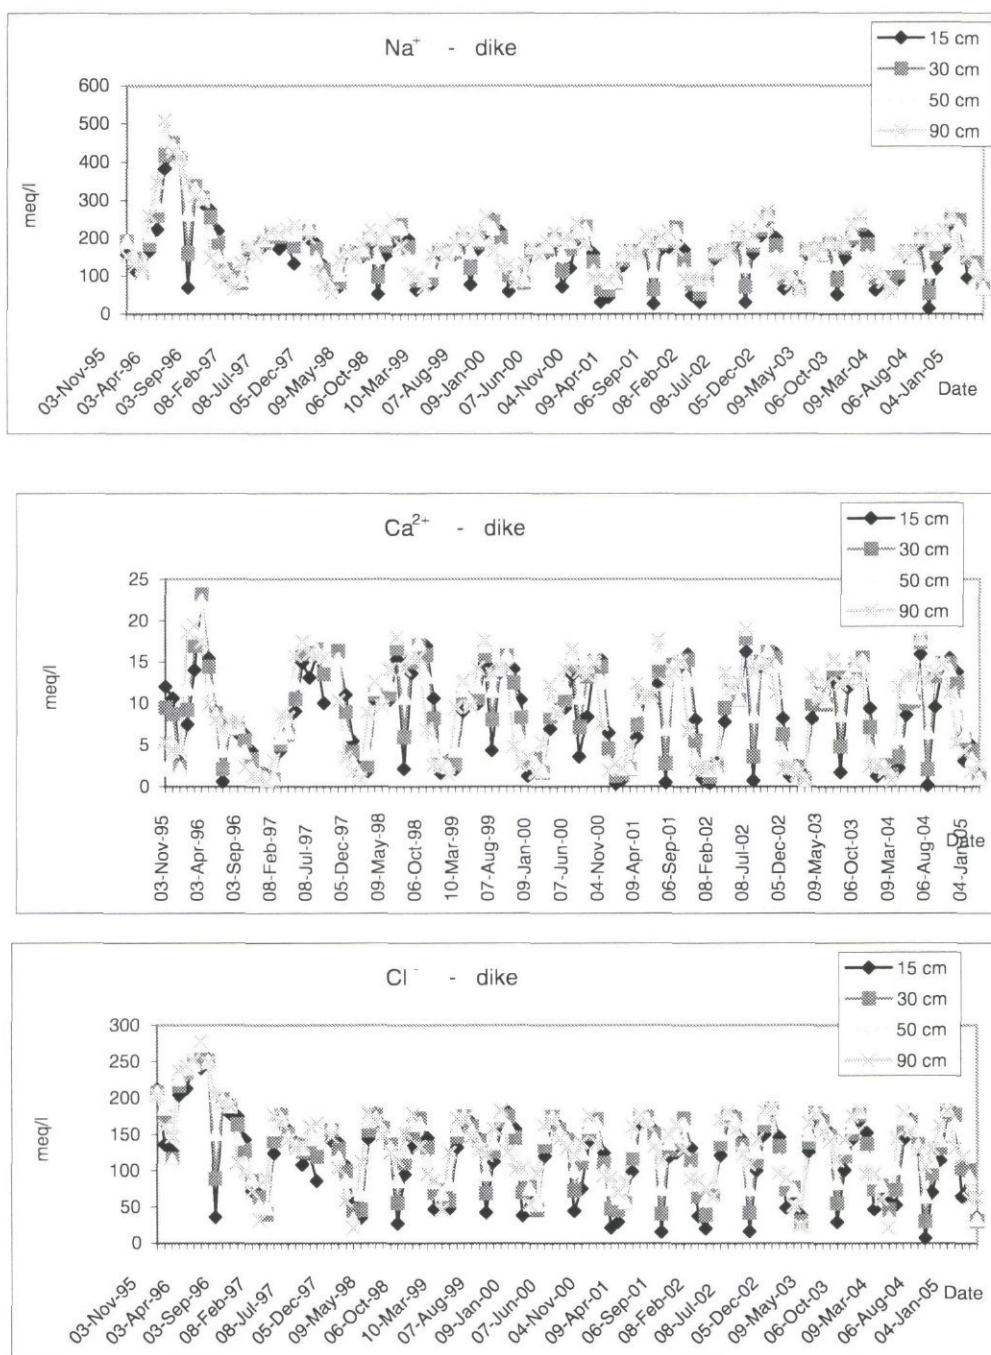 Na+ - dike
15 cm
30 cm
50 cm
90 cm
600
500
400
300
200
100
0
meq/l
03-Nov-95
03-Apr-96
03-Sep-96
08-Feb-97
08-Jul-97
05-Dec-97
09-May-98
06-Oct-98
10-Mar-99
07-Aug-99
09-Jan-00
07-Jun-00
04-Nov-00
09-Apr-01
06-Sep-01
08-Feb-02
08-Jul-02
05-Dec-02
09-May-03
06-Oct-03
09-Mar-04
06-Aug-04
04-Jan-05
Date
Ca2+ - dike
15 cm
30 cm
50 cm
90 cm
25
20
15
10
5
0
meq/l
03-Nov-95
03-Apr-96
03-Sep-96
08-Feb-97
08-Jul-97
05-Dec-97
09-May-98
06-Oct-98
10-Mar-99
07-Aug-99
09-Jan-00
07-Jun-00
04-Nov-00
09-Apr-01
06-Sep-01
08-Feb-02
08-Jul-02
05-Dec-02
09-May-03
06-Oct-03
09-Mar-04
06-Aug-04
04-Jan-05
Date
Cl- - dike
15 cm
30 cm
50 cm
90 cm
300
250
200
150
100
50
0
meq/l
03-Nov-95
03-Apr-96
03-Sep-96
08-Feb-97
08-Jul-97
05-Dec-97
09-May-98
06-Oct-98
10-Mar-99
07-Aug-99
09-Jan-00
07-Jun-00
04-Nov-00
09-Apr-01
06-Sep-01
08-Feb-02
08-Jul-02
05-Dec-02
09-May-03
06-Oct-03
09-Mar-04
06-Aug-04
04-Jan-05
Date